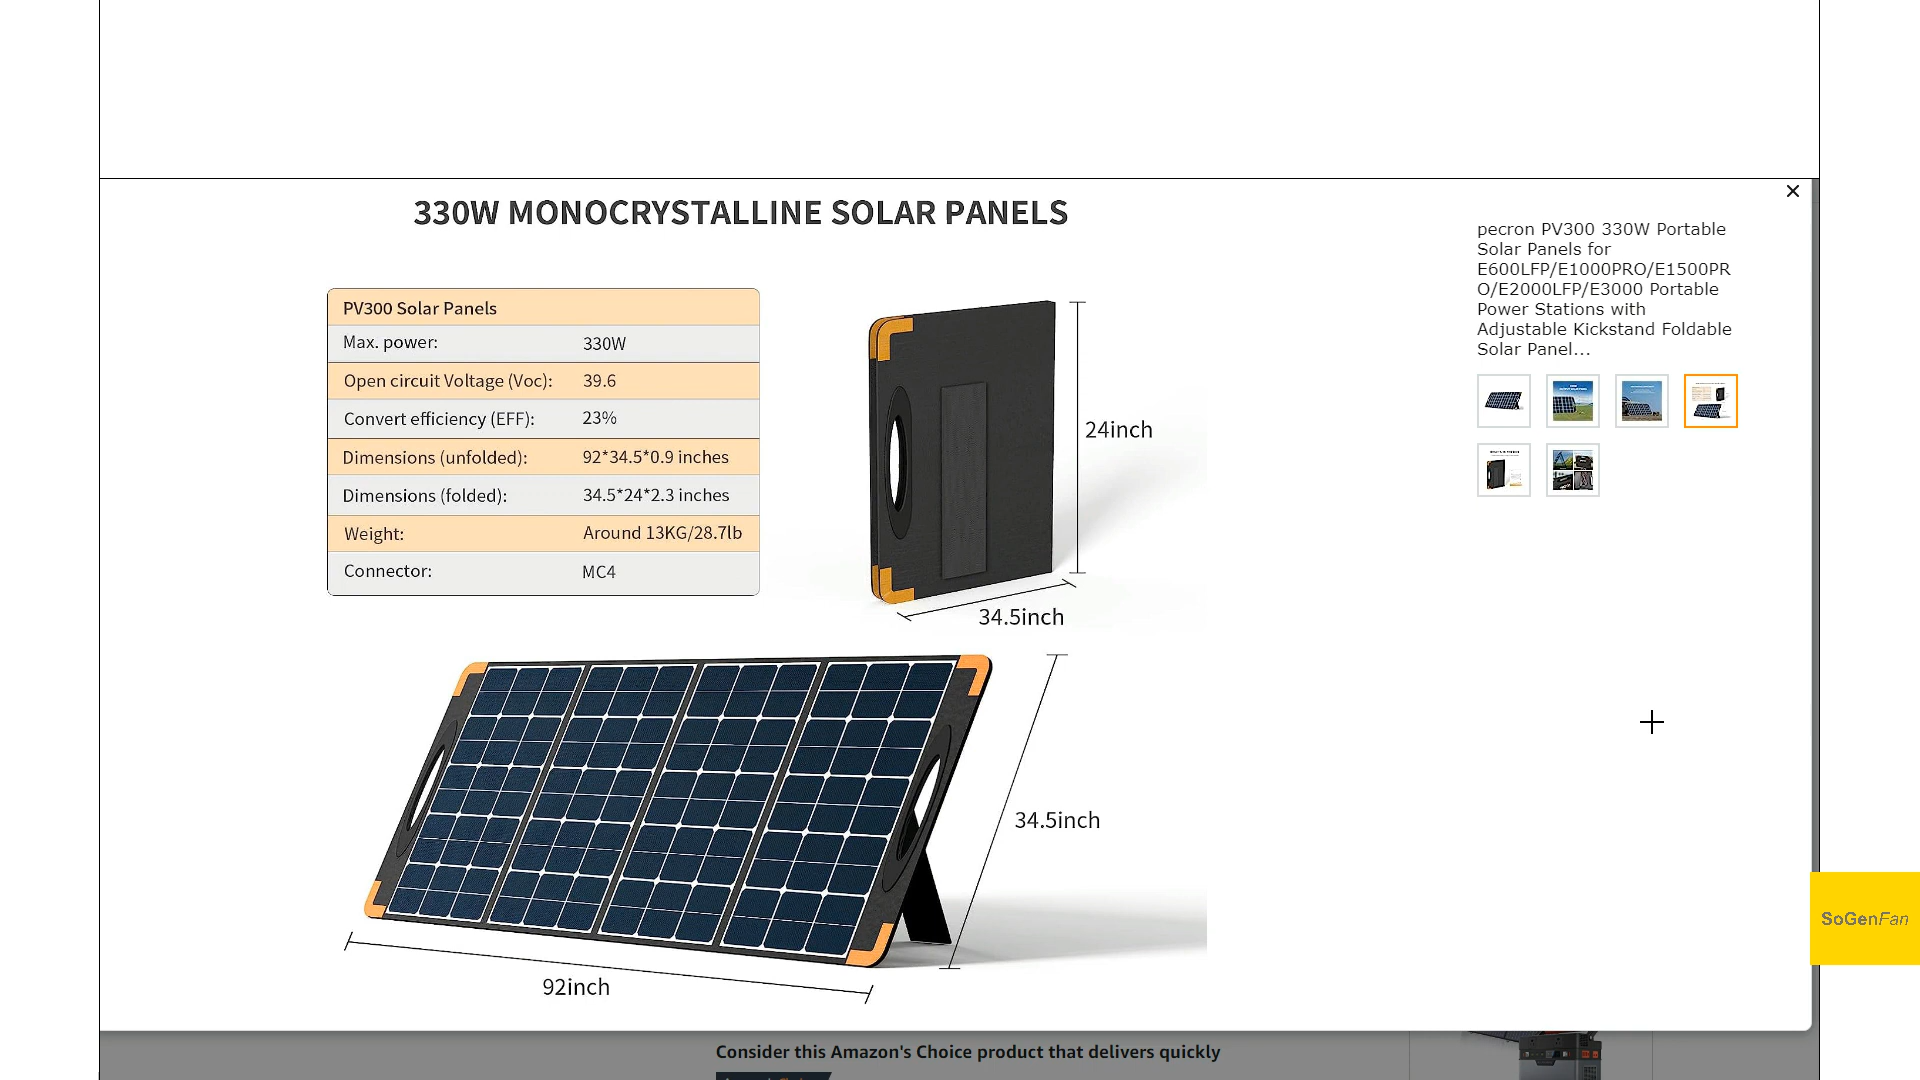 330W MONOCRYSTALLINE SOLAR PANELS
PV300 Solar Panels
Max. power: 330W
Open circuit Voltage (Voc): 39.6
Convert efficiency (EFF): 23%
Dimensions (unfolded): 92*34.5*0.9 inches
Dimensions (folded): 34.5*24*2.3 inches
Weight: Around 13KG/28.7lb
Connector: MC4
24inch
34.5inch
34.5inch
92inch
pecron PV300 330W Portable
Solar Panels for
E600LFP/E1000PRO/E1500PR
O/E2000LFP/E3000 Portable
Power Stations with
Adjustable Kickstand Foldable
Solar Panel...
SoGenFan
Consider this Amazon's Choice product that delivers quickly